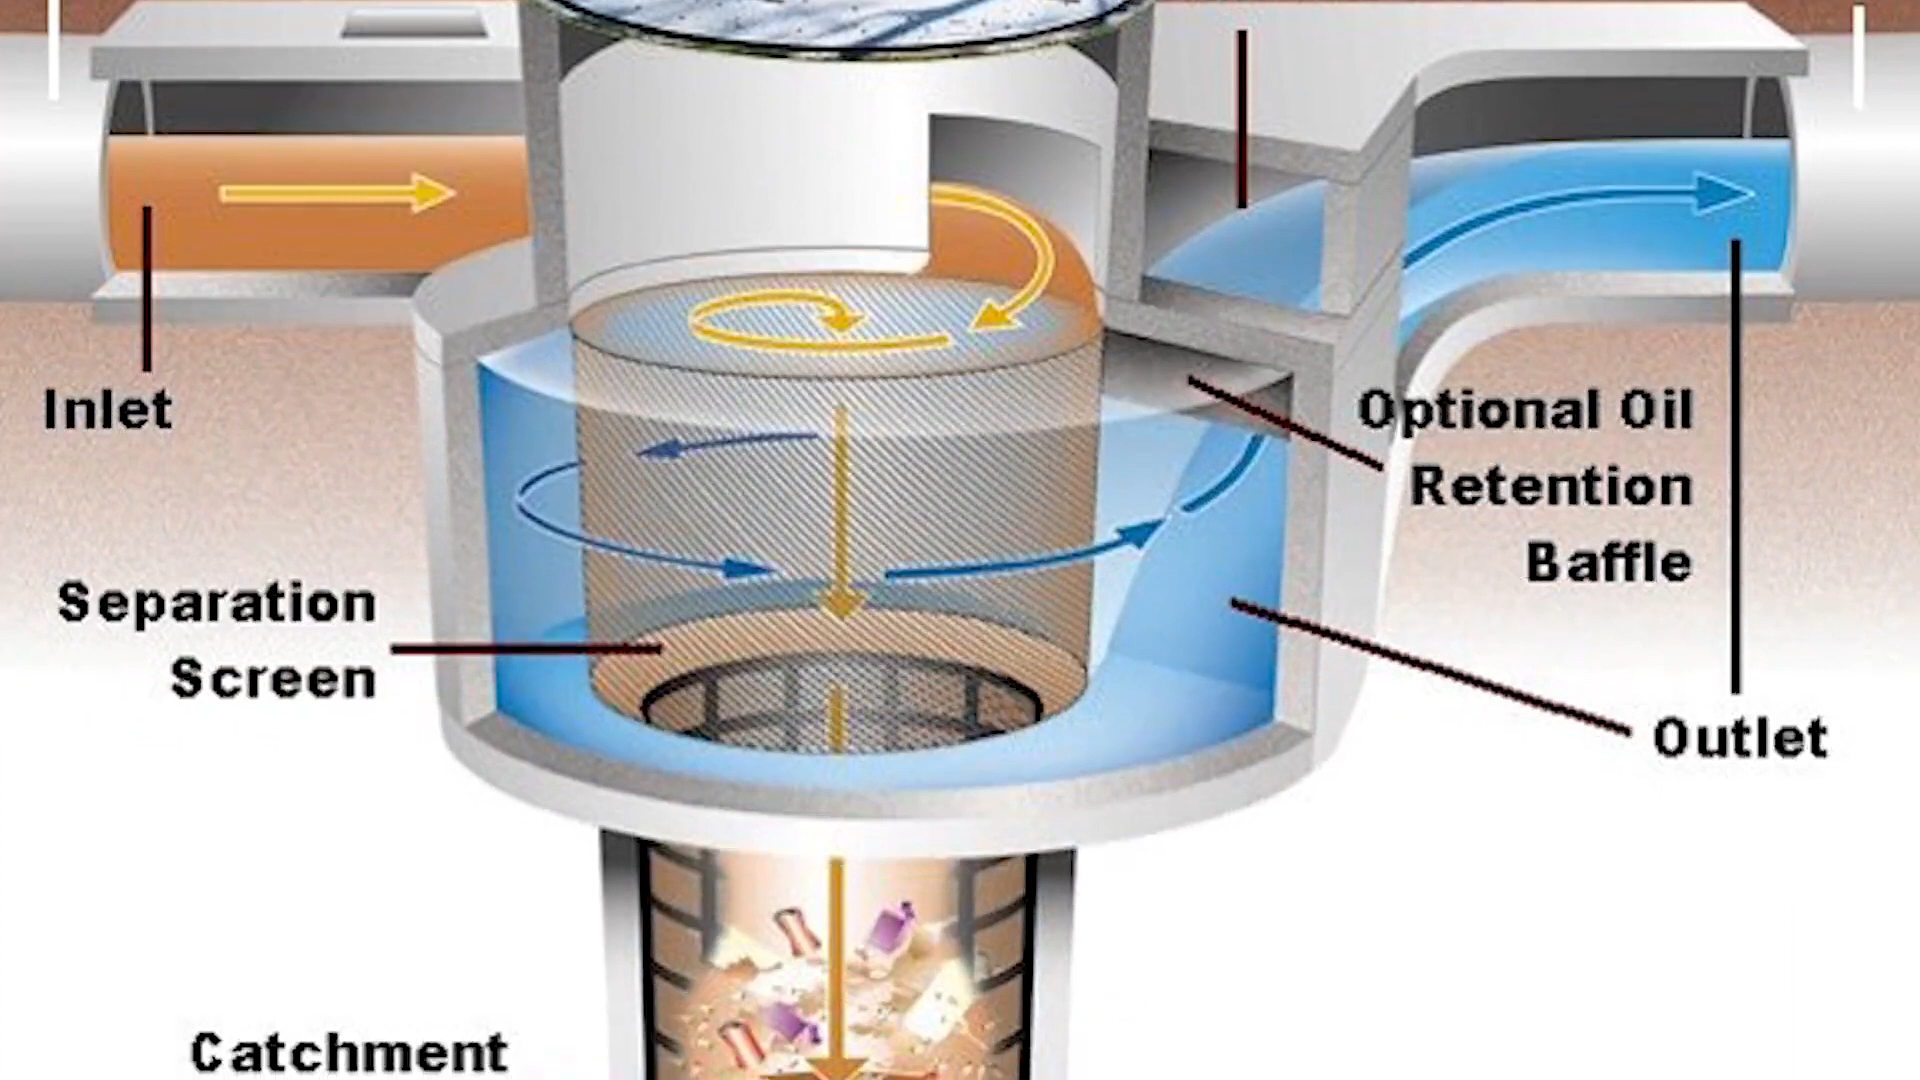 Inlet
Optional Oil
Retention
Baffle
Separation
Screen
Outlet
Catchment